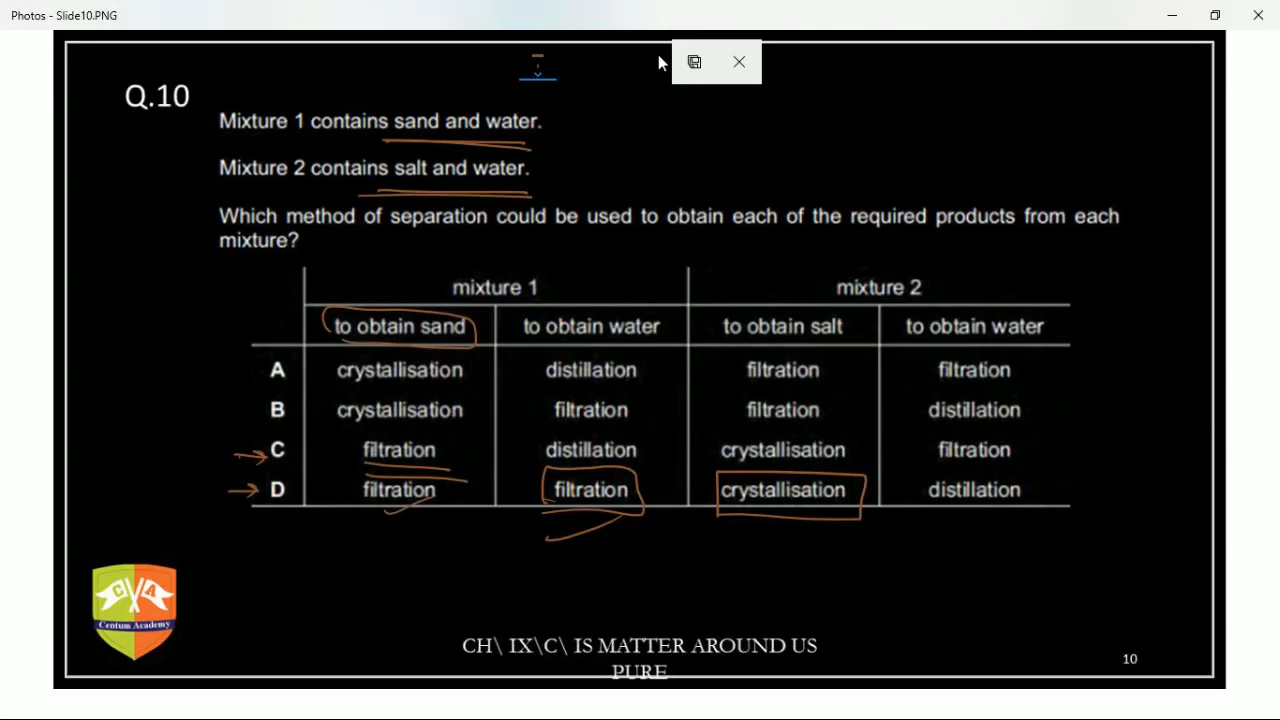 Photos - Slide10.PNG
Q.10
Mixture 1 contains sand and water.
Mixture 2 contains salt and water.
Which method of separation could be used to obtain each of the required products from each
mixture?
mixture 1 mixture 2
to obtain sand to obtain water to obtain salt to obtain water
A crystallisation distillation filtration filtration
B crystallisation filtration filtration distillation
C filtration distillation crystallisation filtration
D filtration filtration crystallisation distillation
C A
Centum Academy
CH\ IX\C\ IS MATTER AROUND US
PURE
10